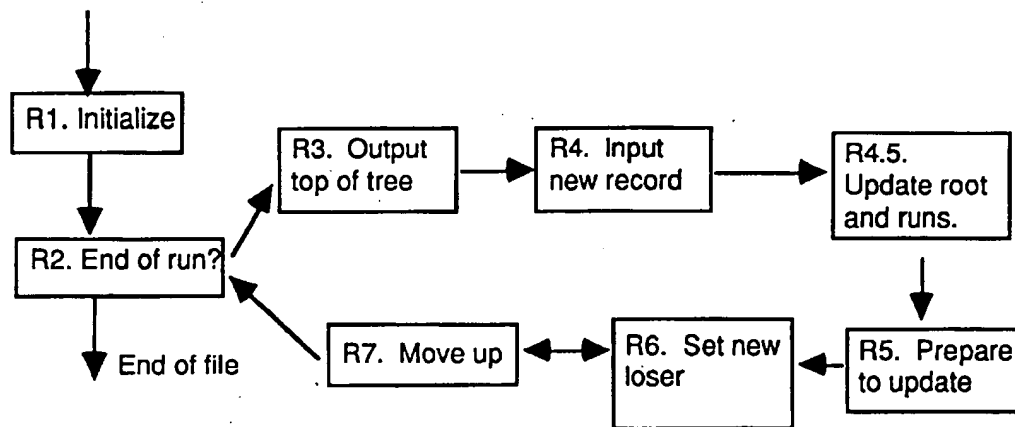 R1. Initialize
R3. Output
top of tree
R4. Input
new record
R4.5.
Update root
and runs.
R2. End of run?
End of file
R7. Move up
R6. Set new
loser
R5. Prepare
to update